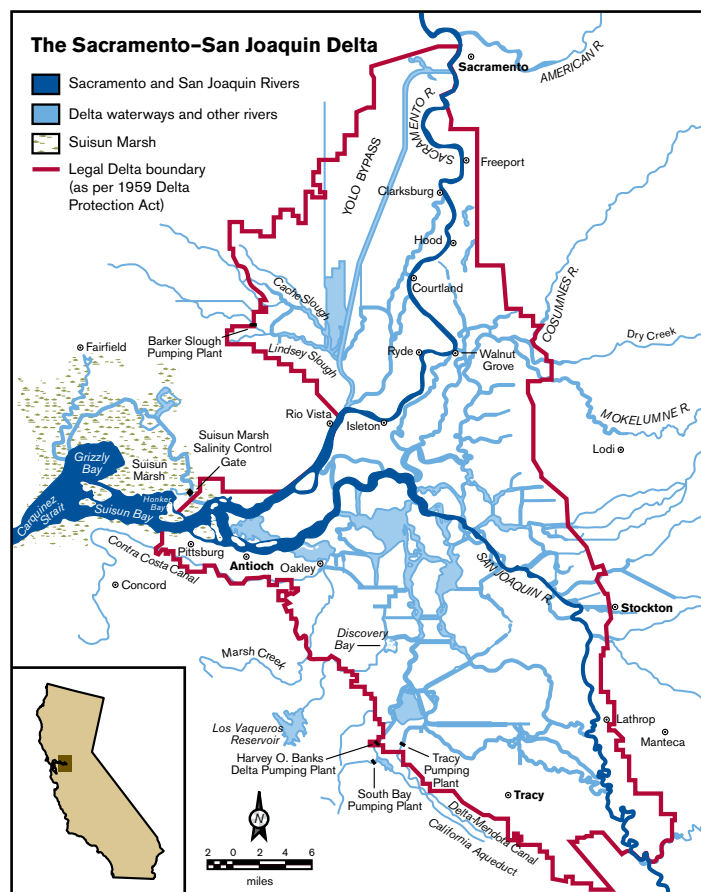 The Sacramento–San Joaquin Delta
Sacramento and San Joaquin Rivers
Delta waterways and other rivers
Suisun Marsh
Legal Delta boundary
(as per 1959 Delta
Protection Act)
Sacramento
AMERICAN R.
SACRAMENTO R.
YOLO BYPASS
Freeport
Clarksburg
Hood
Courtland
COSUMNES R.
Cache Slough
Barker Slough
Pumping Plant
Lindsey Slough
Dry Creek
Fairfield
Ryde
Walnut
Grove
MOKELUMNE R.
Rio Vista
Isleton
Lodi
Suisun Marsh
Salinity Control
Gate
Grizzly
Bay
Suisun
Marsh
Honker
Bay
Carquinez
Strait
Suisun Bay
Pittsburg
Antioch
Oakley
Contra Costa Canal
Concord
SAN JOAQUIN R.
Stockton
Discovery
Bay
Marsh Creek
Los Vaqueros
Reservoir
Lathrop
Manteca
Harvey O. Banks
Delta Pumping Plant
Tracy
Pumping
Plant
South Bay
Pumping Plant
Tracy
Delta-Mendota Canal
California Aqueduct
N
2 0 2 4 6
miles